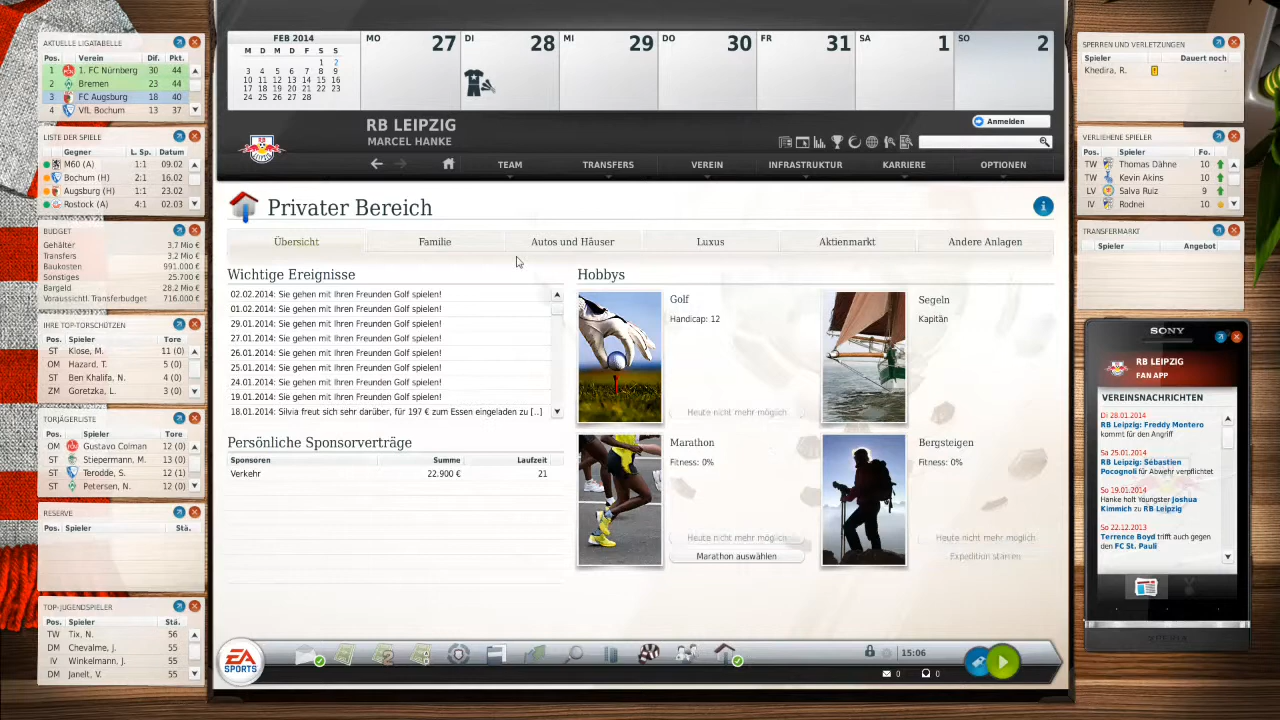 AKTUELLE LIGATABELLE
Pos. Verein Dif. Pkt.
1 1. FC Nürnberg 30 44
2 Bremen 23 44
3 FC Augsburg 18 40
4 VfL Bochum 13 37
LISTE DER SPIELE
Gegner L. Sp. Datum
M60 (A) 1:1 09.02
Bochum (H) 2:1 16.02
Augsburg (H) 1:1 23.02
Rostock (A) 4:1 02.03
BUDGET
Gehälter 3.7 Mio €
Transfers 3.2 Mio €
Baukosten 991.000 €
Sonstiges 25.700 €
Bargeld 28.2 Mio €
Voraussichtl. Transferbudget 716.000 €
IHRE TOP-TORSCHÜTZEN
Pos. Spieler Tore
ST Klose, M. 11 (0)
OM Hazard, T. 5 (0)
ST Ben Khalifa, N. 4 (0)
ZM Goretzka, L. 3 (0)
TORJÄGERLISTE
Spieler Tore
OM Gustavo Colman 12 (0)
ST Stiepermann, M. 13 (0)
ST Terodde, S. 12 (1)
ST Petersen, N. 12 (0)
RESERVE
Pos. Spieler Stä.
TOP-JUGENDSPIELER
Pos. Spieler Stä.
TW Tix, N. 56
DM Chevalme, J. 55
IV Winkelmann, J. 55
DM Janelt, V. 55
FEB 2014
M D M D F S S
1 2
3 4 5 6 7 8 9
10 11 12 13 14 15 16
17 18 19 20 21 22 23
24 25 26 27 28
MO 27
DI 28
MI 29
DO 30
FR 31
SA 1
SO 2
RB LEIPZIG
MARCEL HANKE
Anmelden
TEAM TRANSFERS VEREIN INFRASTRUKTUR KARRIERE OPTIONEN
Privater Bereich
Übersicht Familie Autos und Häuser Luxus Aktienmarkt Andere Anlagen
Wichtige Ereignisse
02.02.2014: Sie gehen mit Ihren Freunden Golf spielen!
01.02.2014: Sie gehen mit Ihren Freunden Golf spielen!
29.01.2014: Sie gehen mit Ihren Freunden Golf spielen!
27.01.2014: Sie gehen mit Ihren Freunden Golf spielen!
26.01.2014: Sie gehen mit Ihren Freunden Golf spielen!
25.01.2014: Sie gehen mit Ihren Freunden Golf spielen!
24.01.2014: Sie gehen mit Ihren Freunden Golf spielen!
19.01.2014: Sie gehen mit Ihren Freunden Golf spielen!
18.01.2014: Silvia freut sich sehr darüber, für 197 € zum Essen eingeladen zu [..]
Persönliche Sponsorverträge
Sponsoren Summe Laufzeit
Verkehr 22.900 € 21
Hobbys
Golf
Handicap: 12
Heute nicht mehr möglich
Segeln
Kapitän
Marathon
Fitness: 0%
Heute nicht mehr möglich
Marathon auswählen
Bergsteigen
Fitness: 0%
Heute nicht mehr möglich
Expedition starten
EA
SPORTS
15:06
0 0
SPERREN UND VERLETZUNGEN
Spieler Dauert noch
Khedira, R. -
VERLIEHENE SPIELER
Pos. Spieler Fo.
TW Thomas Dähne 10
TW Kevin Akins 10
LV Salva Ruiz 9
IV Rodnei 10
TRANSFERMARKT
Spieler Angebot
SONY
RB LEIPZIG
FAN APP
VEREINSNACHRICHTEN
Di 28.01.2014
RB Leipzig: Freddy Montero
kommt für den Angriff
Sa 25.01.2014
RB Leipzig: Sébastien
Pocognoli für Abwehr verpflichtet
So 19.01.2014
Hanke holt Youngster Joshua
Kimmich zu RB Leipzig
So 22.12.2013
Terrence Boyd trifft auch gegen
den FC St. Pauli
XPERIA